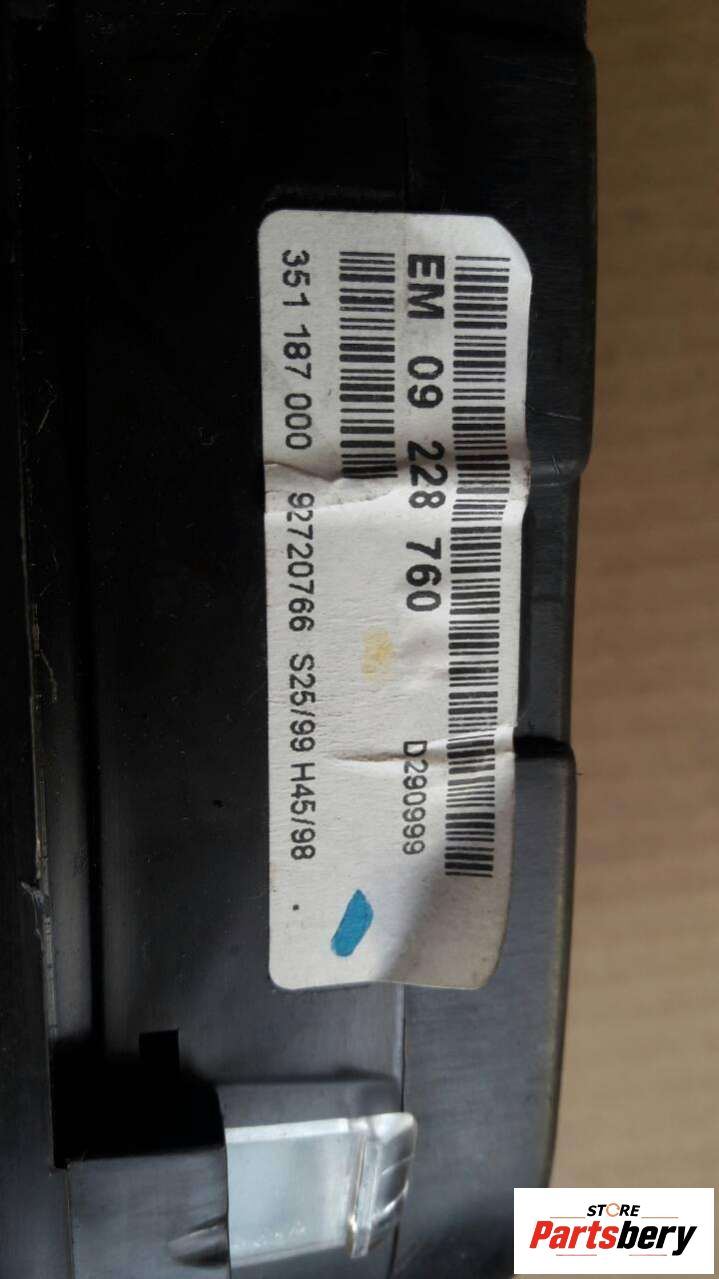 EM 09 228 760
D290999
351 187 000 92720766 S25/99 H45/98
STORE
Partsbery